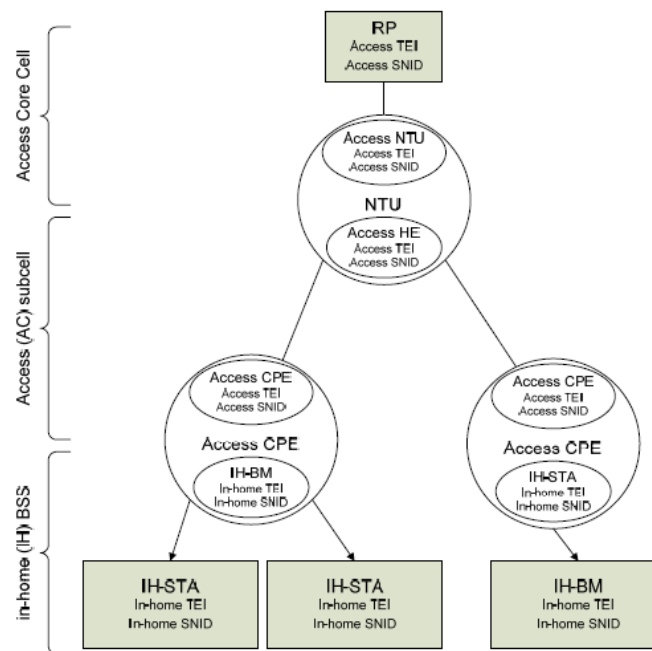 RP
Access TEI
Access SNID
Access Core Cell
Access NTU
Access TEI
Access SNID
NTU
Access HE
Access TEI
Access SNID
Access (AC) subcell
Access CPE
Access TEI
Access SNID
Access CPE
IH-BM
In-home TEI
In-home SNID
Access CPE
Access TEI
Access SNID
Access CPE
IH-STA
In-home TEI
In-home SNID
in-home (IH) BSS
IH-STA
In-home TEI
In-home SNID
IH-STA
In-home TEI
In-home SNID
IH-BM
In-home TEI
In-home SNID